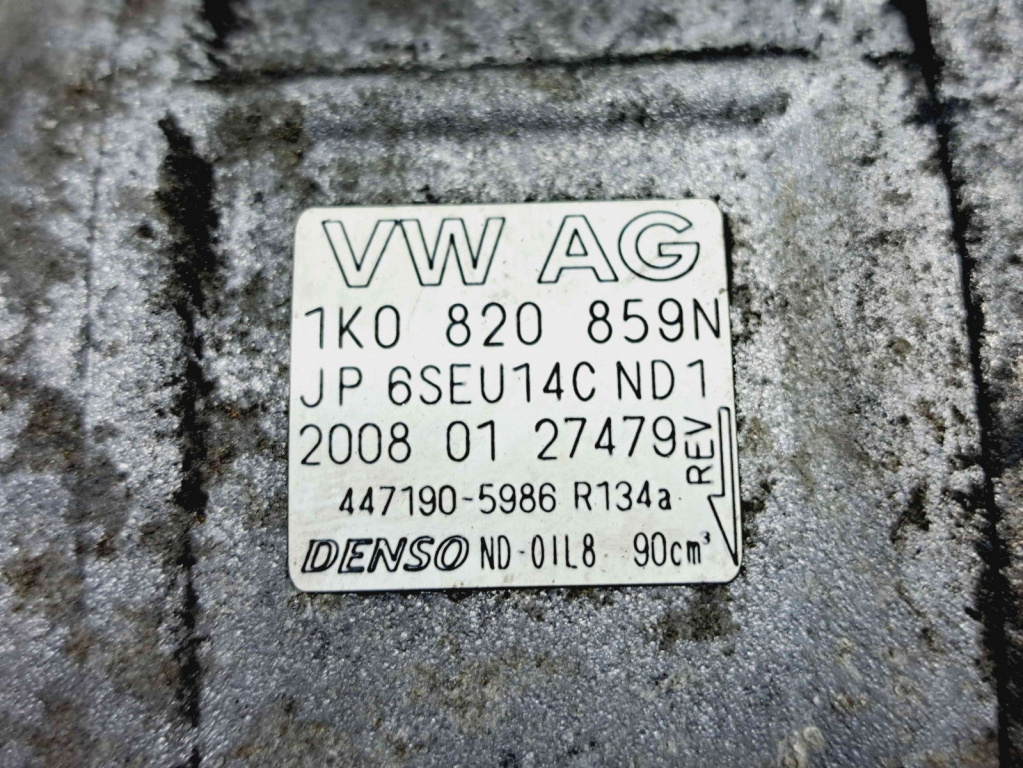 VW AG
1K0 820 859N
JP 6SEU14C ND1
2008 01 27479
REV
447190-5986 R134a
DENSO ND-OIL8 90cm³